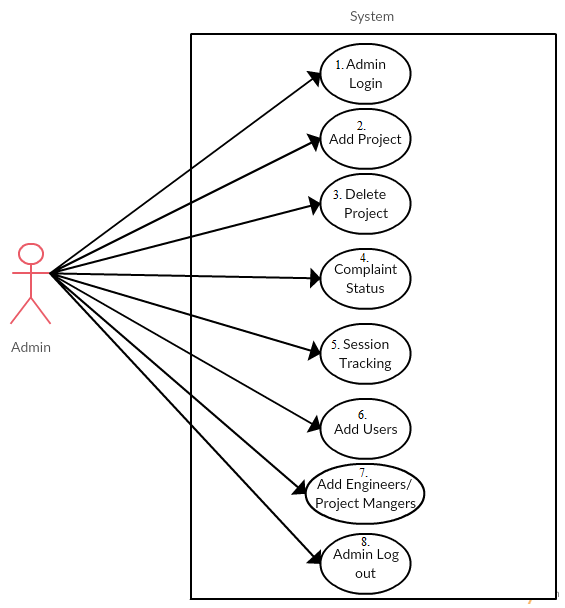 System
1. Admin
Login
2.
Add Project
3. Delete
Project
4.
Complaint
Status
Admin
5. Session
Tracking
6.
Add Users
7.
Add Engineers/
Project Mangers
8.
Admin Log
out